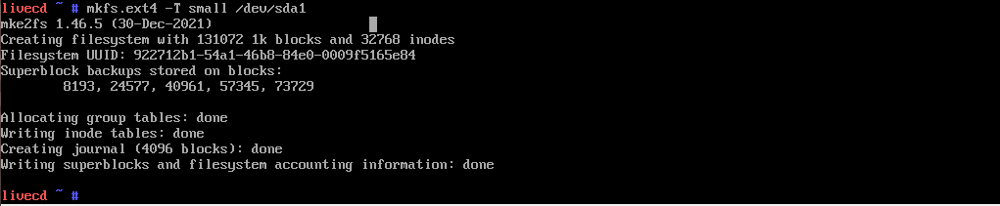 livecd ~ # mkfs.ext4 -T small /dev/sda1
mke2fs 1.46.5 (30-Dec-2021)
Creating filesystem with 131072 1k blocks and 32768 inodes
Filesystem UUID: 922712b1-54a1-46b8-84e0-0009f5165e84
Superblock backups stored on blocks:
        8193, 24577, 40961, 57345, 73729

Allocating group tables: done
Writing inode tables: done
Creating journal (4096 blocks): done
Writing superblocks and filesystem accounting information: done

livecd ~ #